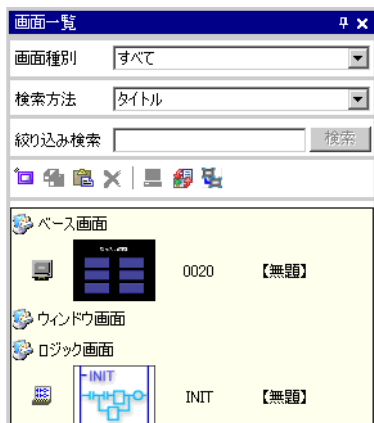 画面一覧
画面種別 すべて
検索方法 タイトル
絞り込み検索 検索
ベース画面
0020 【無題】
ウィンドウ画面
ロジック画面
INIT
INIT 【無題】